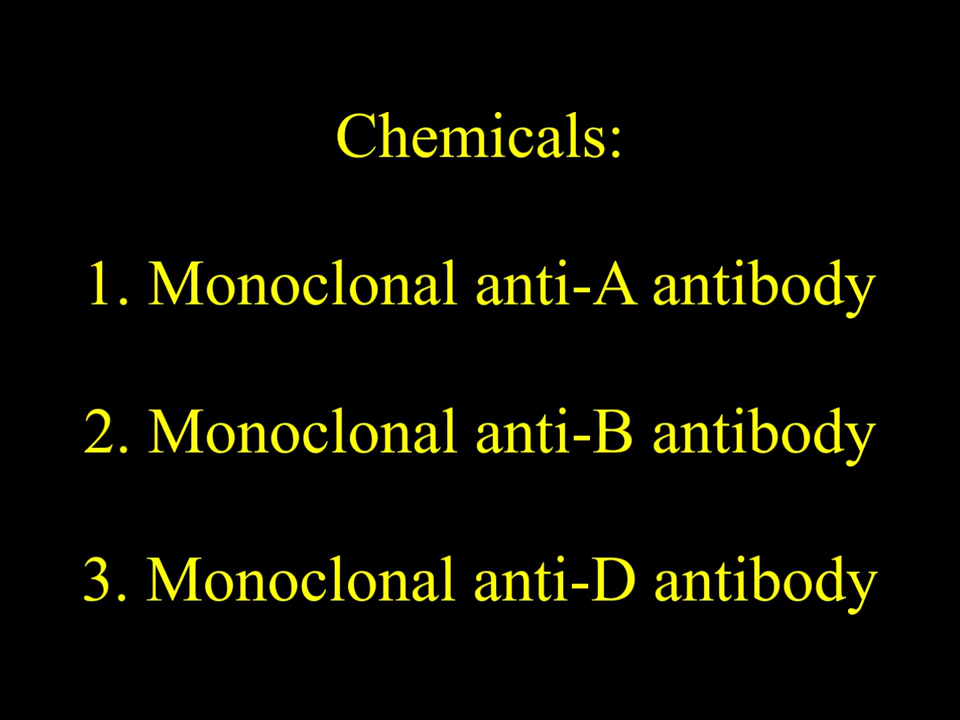 Chemicals:
1. Monoclonal anti-A antibody
2. Monoclonal anti-B antibody
3. Monoclonal anti-D antibody